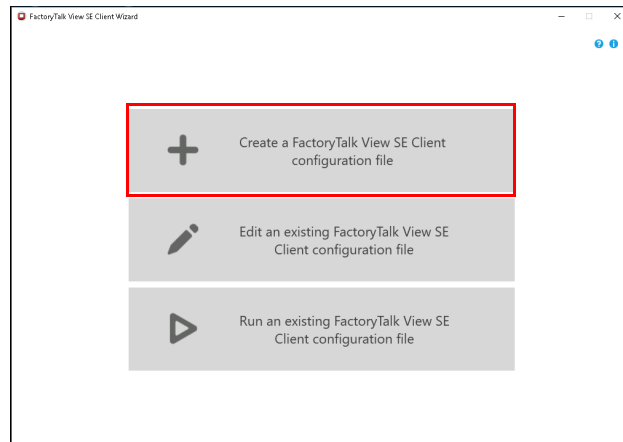 FactoryTalk View SE Client Wizard
Create a FactoryTalk View SE Client
configuration file
Edit an existing FactoryTalk View SE
Client configuration file
Run an existing FactoryTalk View SE
Client configuration file